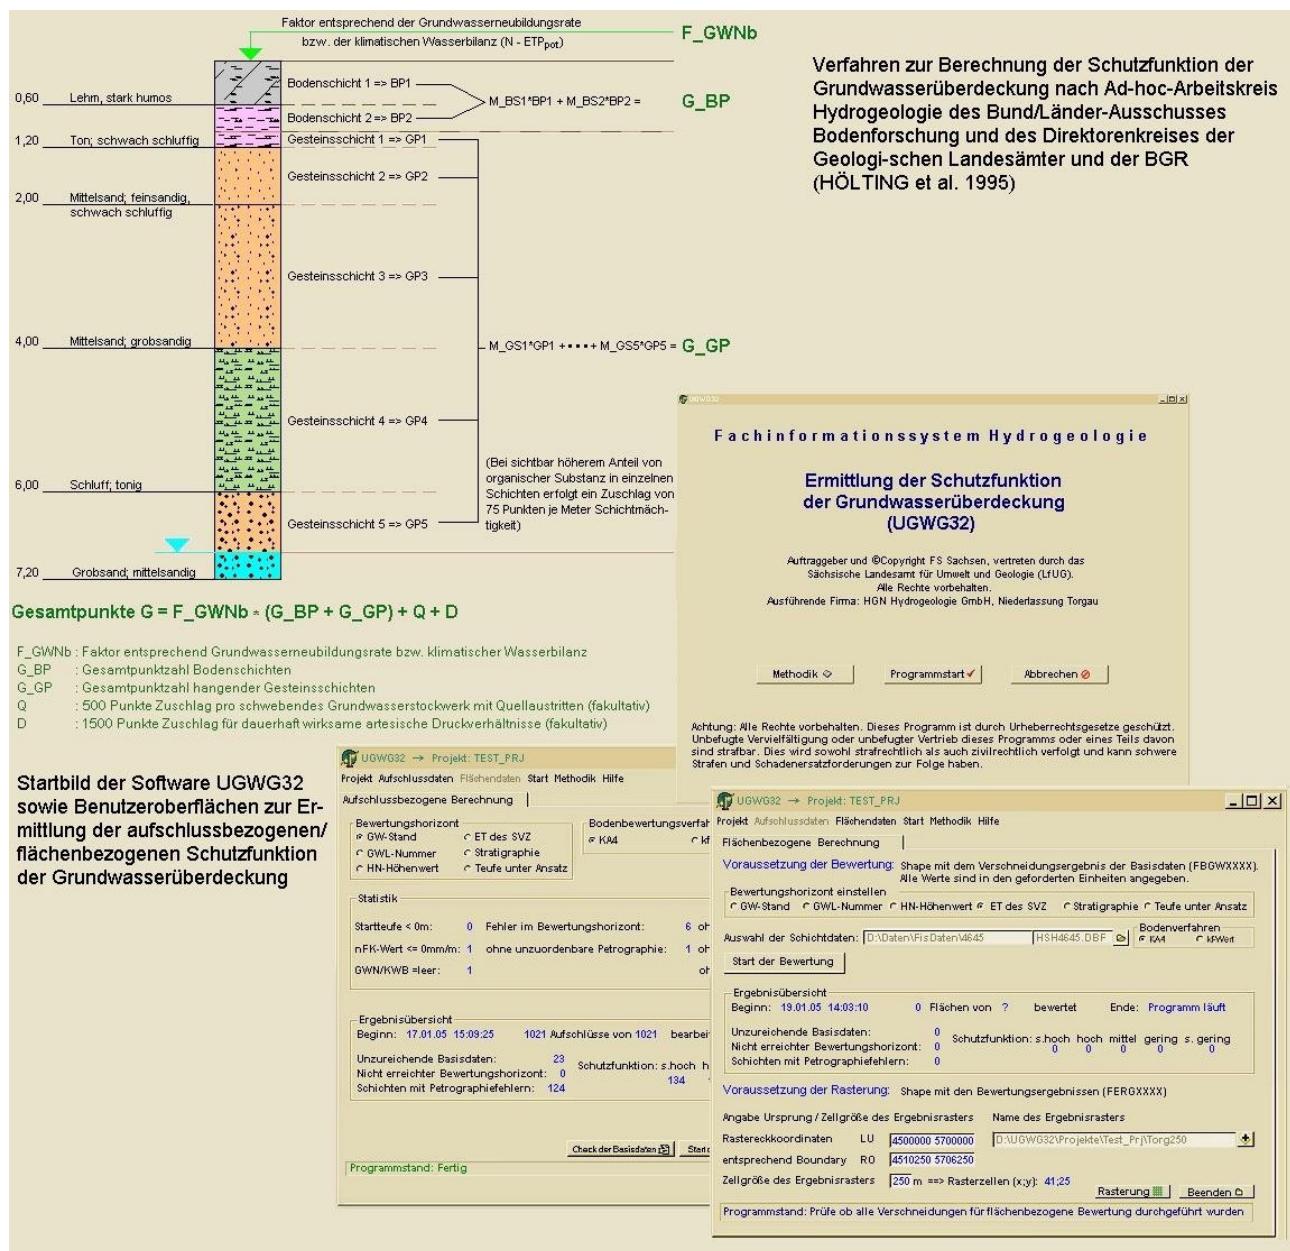 Faktor entsprechend der Grundwasserneubildungsrate
bzw. der klimatischen Wasserbilanz (N - ETPpot)
F_GWNb
Bodenschicht 1 => BP1
0,60 Lehm, stark humos
M_BS1*BP1 + M_BS2*BP2 = G_BP
Bodenschicht 2 => BP2
1,20 Ton; schwach schluffig
Gesteinsschicht 1 => GP1
Gesteinsschicht 2 => GP2
2,00 Mittelsand; feinsandig,
schwach schluffig
Gesteinsschicht 3 => GP3
4,00 Mittelsand; grobsandig
M_GS1*GP1 +••••+ M_GS5*GP5 = G_GP
Gesteinsschicht 4 => GP4
(Bei sichtbar höherem Anteil von
organischer Substanz in einzelnen
Schichten erfolgt ein Zuschlag von
75 Punkten je Meter Schichtmäch-
tigkeit)
6,00 Schluff; tonig
Gesteinsschicht 5 => GP5
7,20 Grobsand; mittelsandig
Verfahren zur Berechnung der Schutzfunktion der
Grundwasserüberdeckung nach Ad-hoc-Arbeitskreis
Hydrogeologie des Bund/Länder-Ausschusses
Bodenforschung und des Direktorenkreises der
Geologi-schen Landesämter und der BGR
(HÖLTING et al. 1995)
Gesamtpunkte G = F_GWNb * (G_BP + G_GP) + Q + D
F_GWNb : Faktor entsprechend Grundwasserneubildungsrate bzw. klimatischer Wasserbilanz
G_BP : Gesamtpunktzahl Bodenschichten
G_GP : Gesamtpunktzahl hangender Gesteinsschichten
Q : 500 Punkte Zuschlag pro schwebendes Grundwasserstockwerk mit Quellaustritten (fakultativ)
D : 1500 Punkte Zuschlag für dauerhaft wirksame artesische Druckverhältnisse (fakultativ)
UGWG32
Fachinformationssystem Hydrogeologie
Ermittlung der Schutzfunktion
der Grundwasserüberdeckung
(UGWG32)
Auftraggeber und ©Copyright FS Sachsen, vertreten durch das
Sächsische Landesamt für Umwelt und Geologie (LfUG).
Alle Rechte vorbehalten.
Ausführende Firma: HGN Hydrogeologie GmbH, Niederlassung Torgau
Methodik Programmstart Abbrechen
Achtung: Alle Rechte vorbehalten. Dieses Programm ist durch Urheberrechtsgesetze geschützt.
Unbefugte Vervielfältigung oder unbefugter Vertrieb dieses Programms oder eines Teils davon
sind strafbar. Dies wird sowohl strafrechtlich als auch zivilrechtlich verfolgt und kann schwere
Strafen und Schadenersatzforderungen zur Folge haben.
Startbild der Software UGWG32
sowie Benutzeroberflächen zur Er-
mittlung der aufschlussbezogenen/
flächenbezogenen Schutzfunktion
der Grundwasserüberdeckung
UGWG32 → Projekt: TEST_PRJ
Projekt Aufschlussdaten Flächendaten Start Methodik Hilfe
Aufschlussbezogene Berechnung
Bewertungshorizont
GW-Stand ET des SVZ
GWL-Nummer Stratigraphie
HN-Höhenwert Teufe unter Ansatz
Bodenbewertungsverfah
KA4 kf
Statistik
Startteufe < 0m: 0 Fehler im Bewertungshorizont: 6 oh
nFK-Wert <= 0mm/m: 1 ohne unzuordenbare Petrographie: 1 oh
GWN/KWB =leer: 1 oh
Ergebnisübersicht
Beginn: 17.01.05 15:09:25 1021 Aufschlüsse von 1021 bearbei
Unzureichende Basisdaten: 23
Nicht erreichter Bewertungshorizont: 0
Schichten mit Petrographiefehlern: 124
Schutzfunktion: s.hoch h
134
Check der Basisdaten Start
Programmstand: Fertig
UGWG32 → Projekt: TEST_PRJ
Projekt Aufschlussdaten Flächendaten Start Methodik Hilfe
Flächenbezogene Berechnung
Voraussetzung der Bewertung: Shape mit dem Verschneidungsergebnis der Basisdaten (FBGWXXXX).
Alle Werte sind in den geforderten Einheiten angegeben.
Bewertungshorizont einstellen
GW-Stand GWL-Nummer HN-Höhenwert ET des SVZ Stratigraphie Teufe unter Ansatz
Auswahl der Schichtdaten: D:\Daten\FisDaten\4645 HSH4645.DBF
Bodenverfahren
KA4 kfWert
Start der Bewertung
Ergebnisübersicht
Beginn: 19.01.05 14:03:10 0 Flächen von ? bewertet Ende: Programm läuft
Unzureichende Basisdaten: 0
Nicht erreichter Bewertungshorizont: 0
Schichten mit Petrographiefehlern: 0
Schutzfunktion: s.hoch hoch mittel gering s. gering
0 0 0 0 0
Voraussetzung der Rasterung: Shape mit den Bewertungsergebnissen (FERGXXXX)
Angabe Ursprung / Zellgröße des Ergebnisrasters Name des Ergebnisrasters
Rastereckkoordinaten LU 4500000 5700000 D:\UGWG32\Projekte\Test_Prj\Torg250
entsprechend Boundary RO 4510250 5706250
Zellgröße des Ergebnisrasters 250 m ==> Rasterzellen (x;y): 41;25
Rasterung Beenden
Programmstand: Prüfe ob alle Verschneidungen für flächenbezogene Bewertung durchgeführt wurden